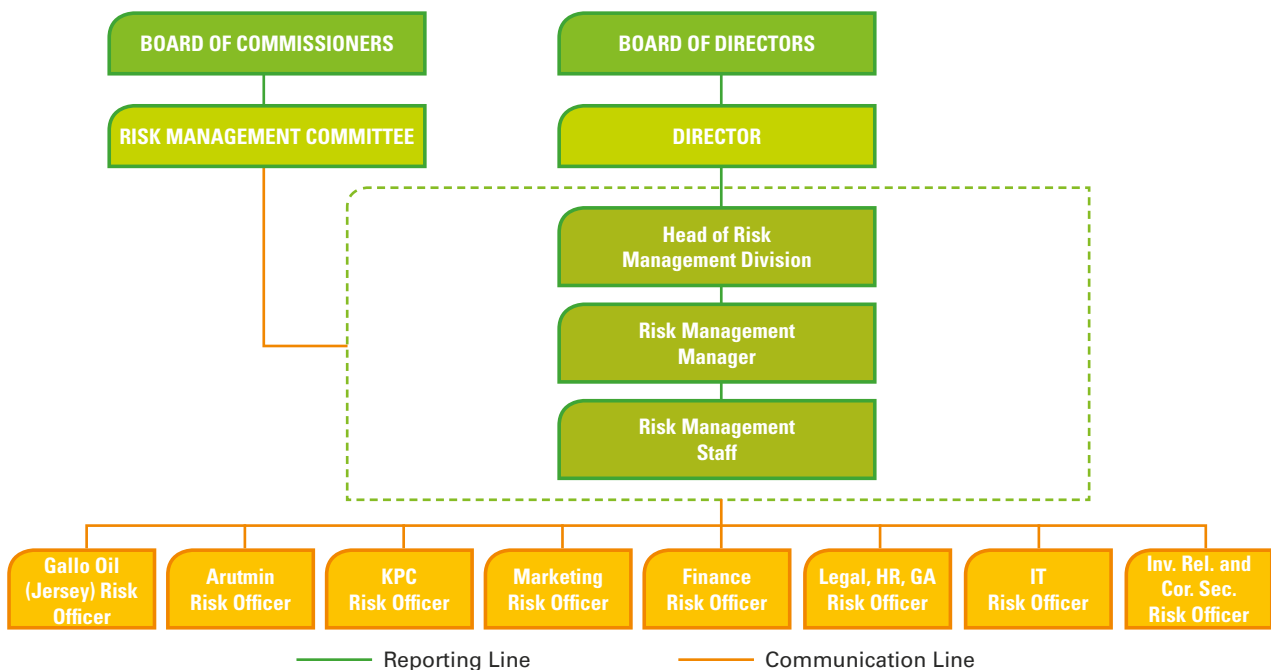 BOARD OF COMMISSIONERS
BOARD OF DIRECTORS
RISK MANAGEMENT COMMITTEE
DIRECTOR
Head of Risk
Management Division
Risk Management
Manager
Risk Management
Staff
Gallo Oil
(Jersey) Risk
Officer
Arutmin
Risk Officer
KPC
Risk Officer
Marketing
Risk Officer
Finance
Risk Officer
Legal, HR, GA
Risk Officer
IT
Risk Officer
Inv. Rel. and
Cor. Sec.
Risk Officer
Reporting Line
Communication Line